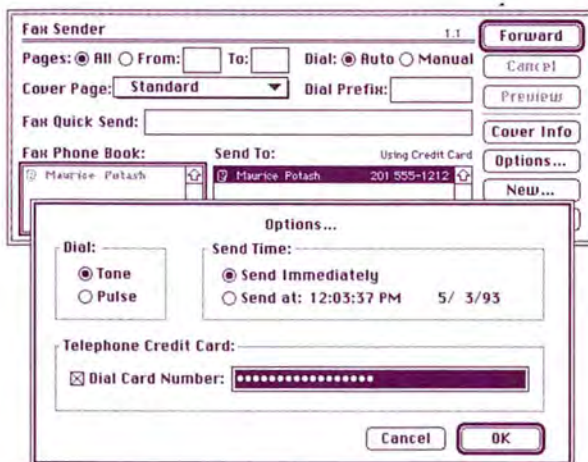 Fax Sender 1.1 Forward
Pages: All From: To: Dial: Auto Manual Cancel
Cover Page: Standard Dial Prefix: Preview
Fax Quick Send: Cover Info
Fax Phone Book: Send To: Using Credit Card Options...
Maurice Potash Maurice Potash 201 555-1212 New...
Options...
Dial: Send Time:
Tone Send Immediately
Pulse Send at: 12:03:37 PM 5/ 3/93
Telephone Credit Card:
Dial Card Number: •••••••••••••••••
Cancel OK